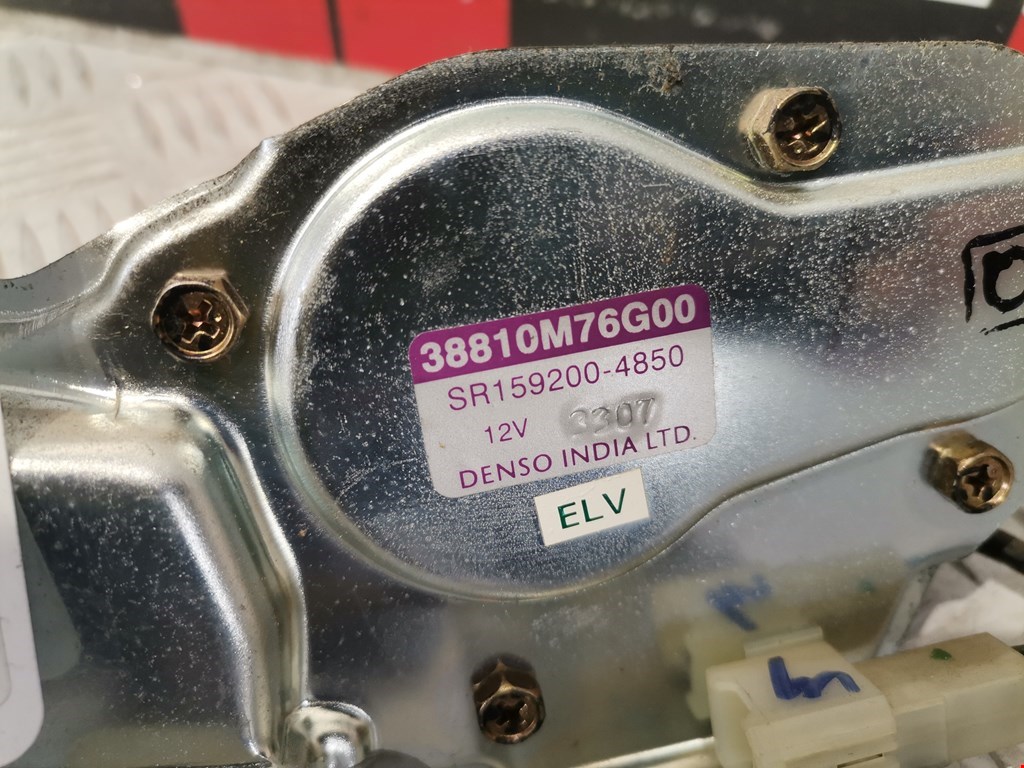 38810M76G00
SR159200-4850
12V 3307
DENSO INDIA LTD.
ELV